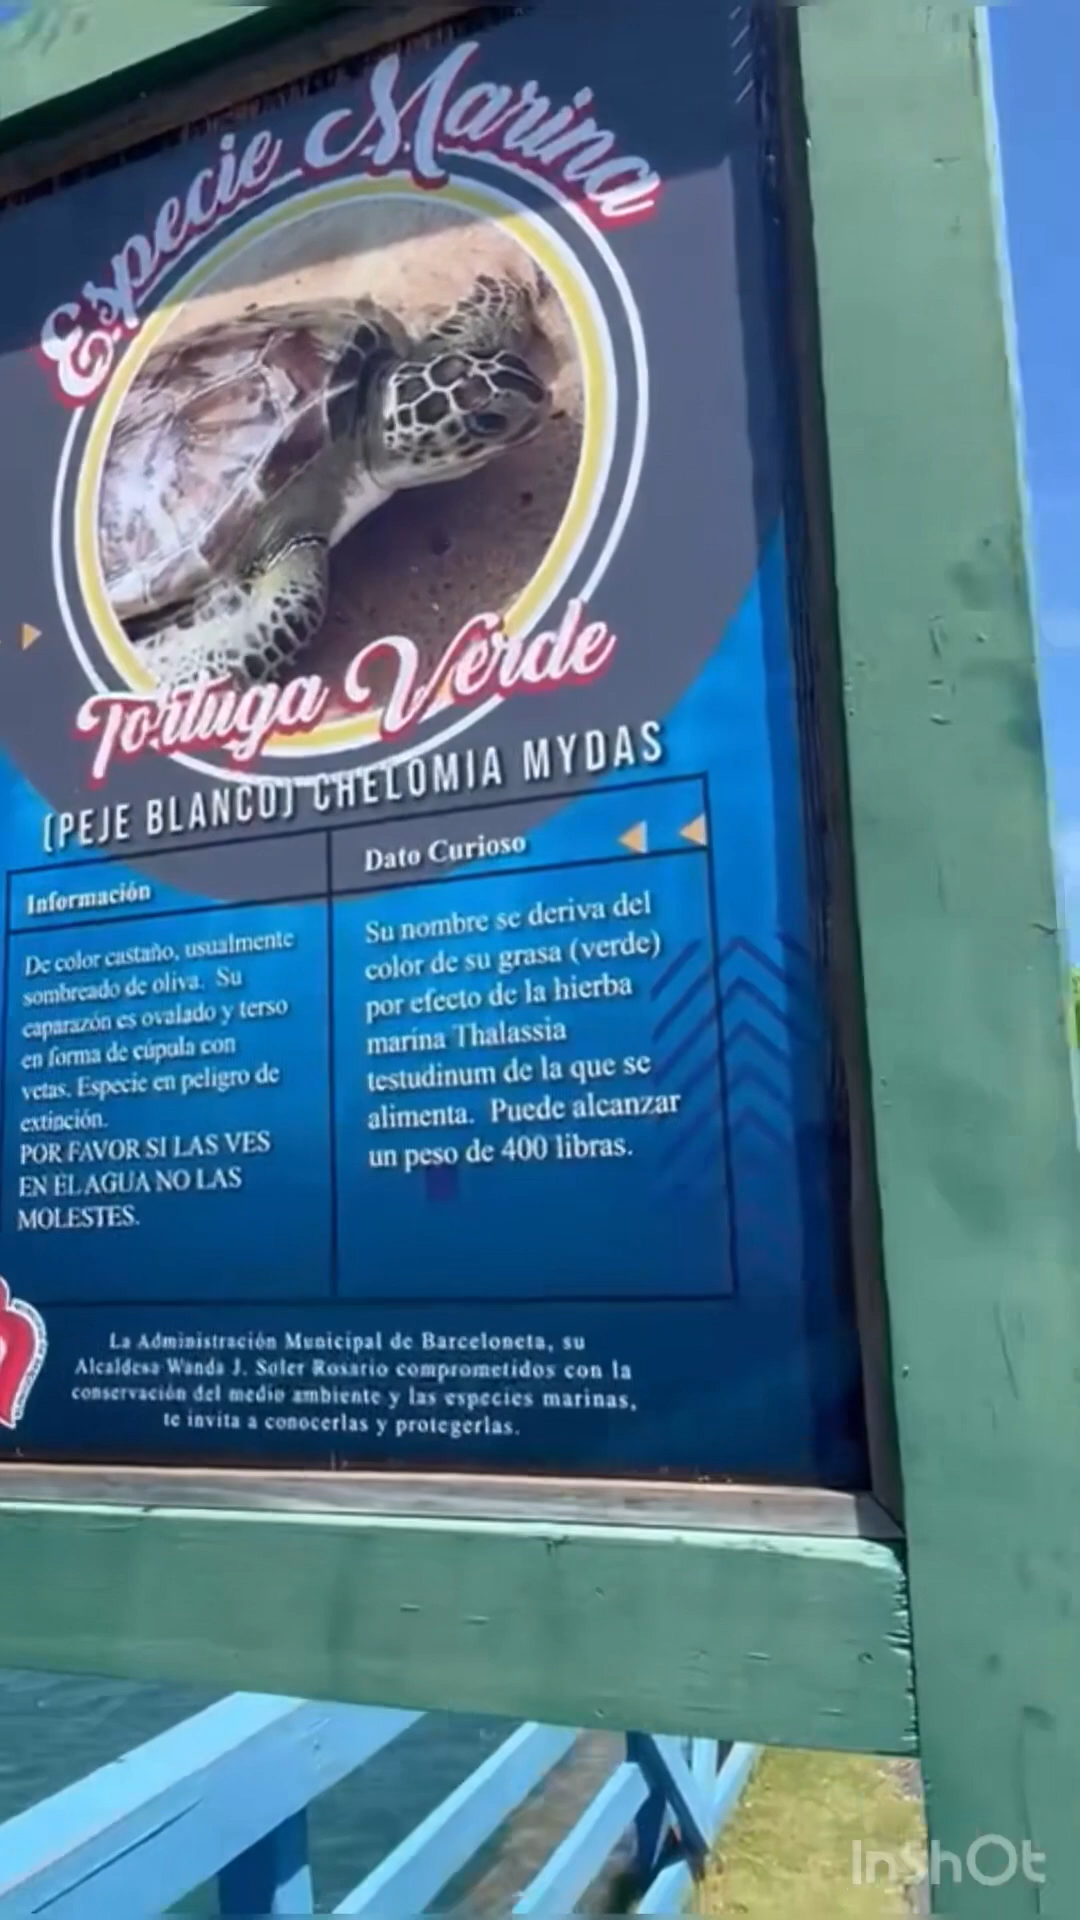 Especie Marina
Tortuga Verde
(PEJE BLANCO) CHELOMIA MYDAS
Información
De color castaño, usualmente
sombreado de oliva. Su
caparazón es ovalado y terso
en forma de cúpula con
vetas. Especie en peligro de
extinción.
POR FAVOR SI LAS VES
EN EL AGUA NO LAS
MOLESTES.
Dato Curioso
Su nombre se deriva del
color de su grasa (verde)
por efecto de la hierba
marina Thalassia
testudinum de la que se
alimenta. Puede alcanzar
un peso de 400 libras.
La Administración Municipal de Barceloneta, su
Alcaldesa Wanda J. Soler Rosario comprometidos con la
conservación del medio ambiente y las especies marinas,
te invita a conocerlas y protegerlas.
InShOt